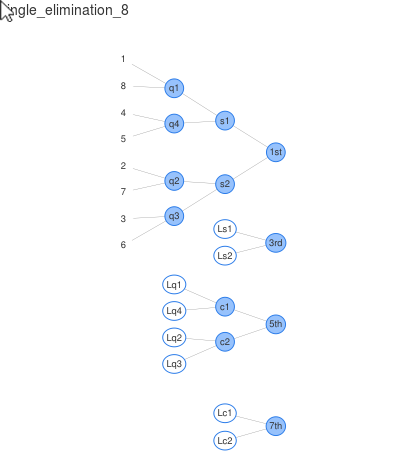 ngle_elimination_8
1
8
q1
4
5
q4
s1
1st
2
7
q2
s2
3
6
q3
Ls1
Ls2
3rd
Lq1
Lq4
c1
5th
Lq2
Lq3
c2
Lc1
Lc2
7th